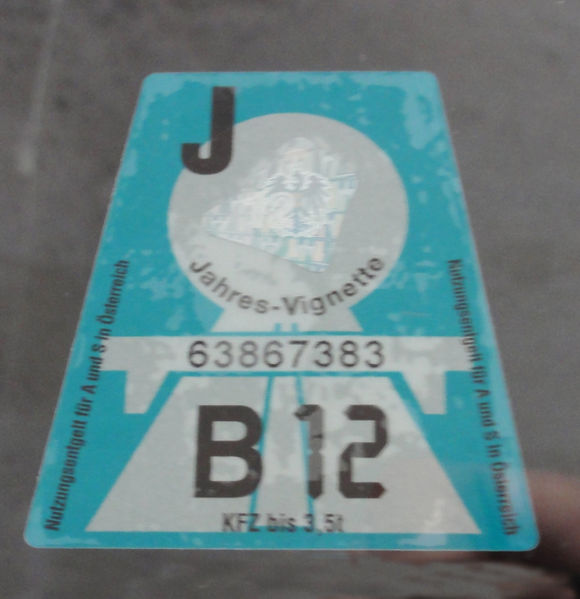 J
Jahres-Vignette
63867383
B 12
KFZ bis 3,5t
Nutzungsentgelt für A und S in Österreich
Nutzungsentgelt für A und S in Österreich